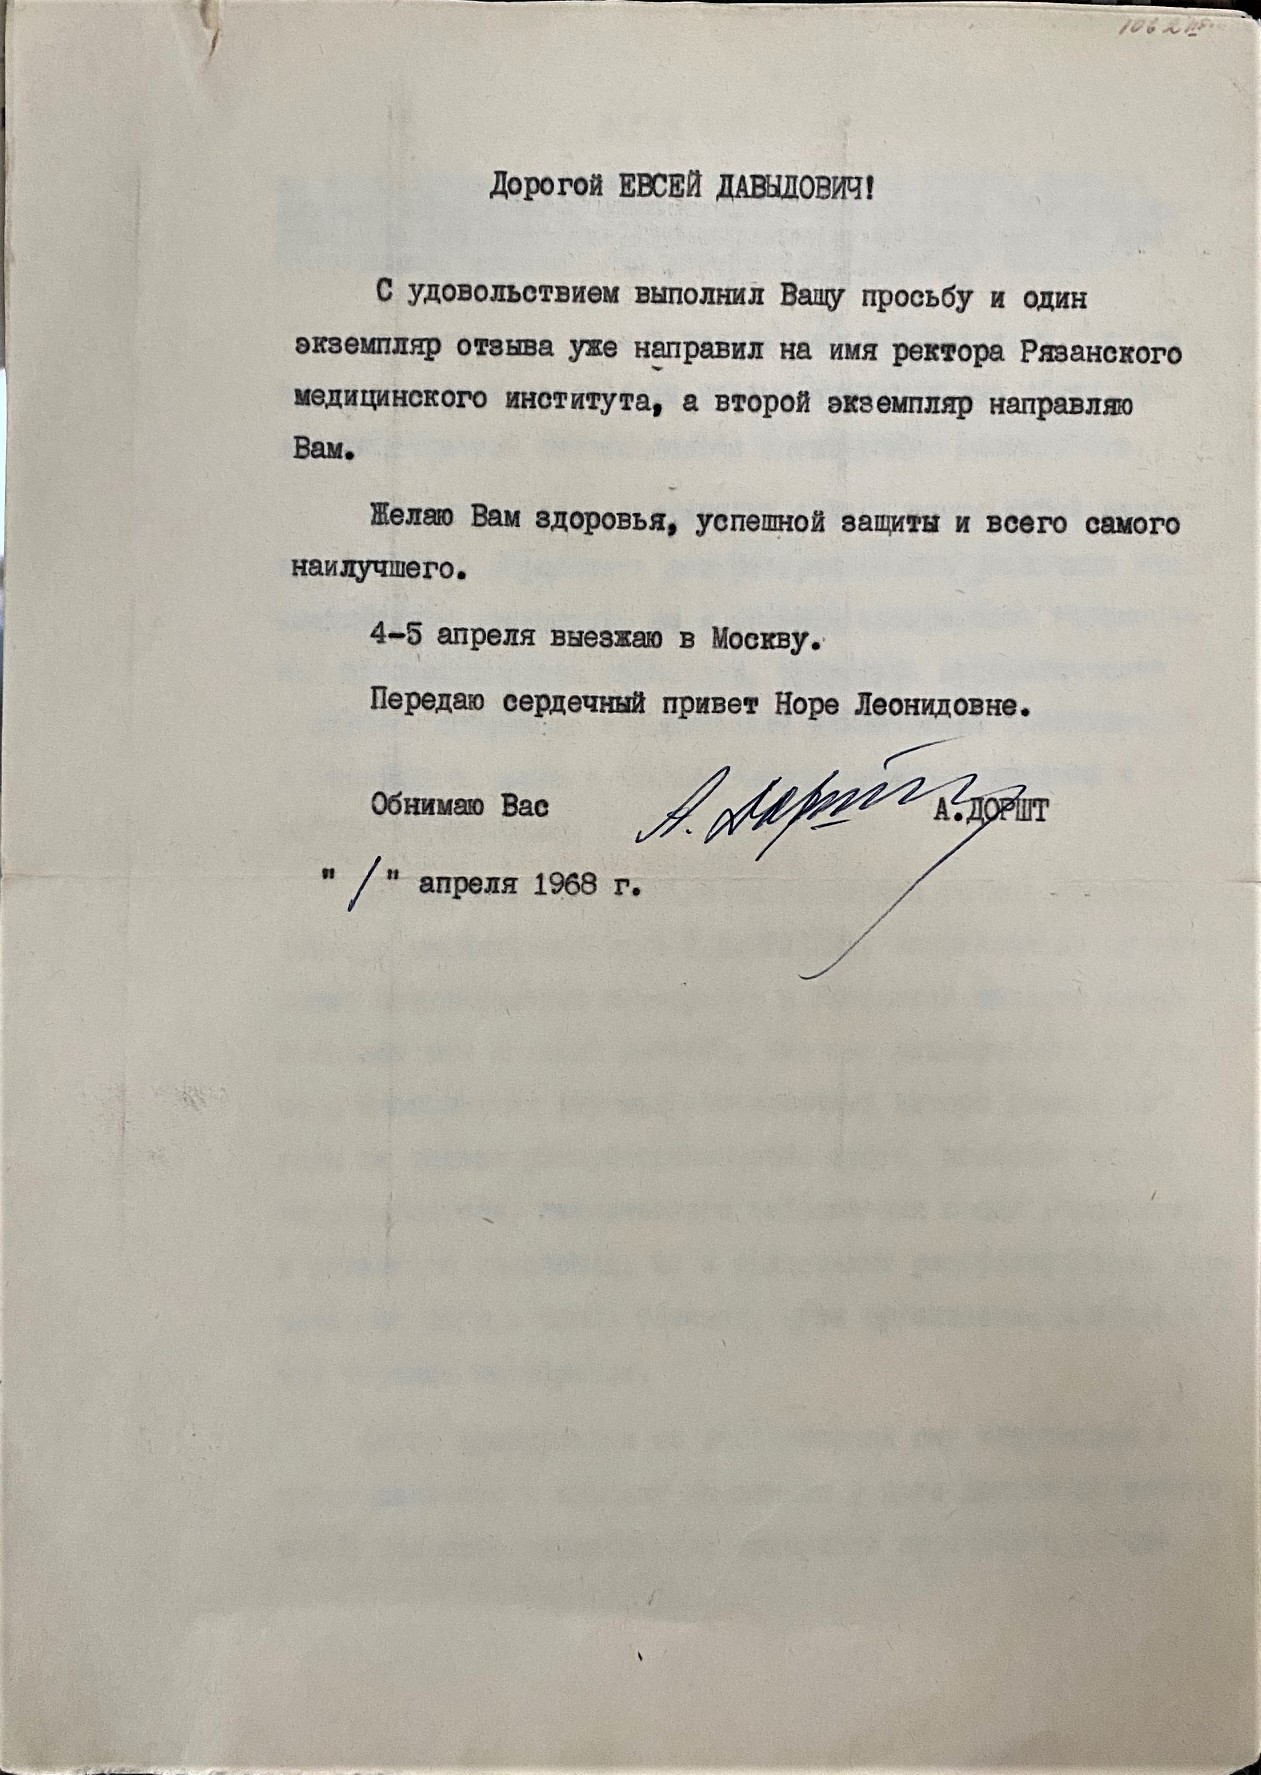 Дорогой ЕВСЕЙ ДАВЫДОВИЧ!
С удовольствием выполнил Вашу просьбу и один
экземпляр отзыва уже направил на имя ректора Рязанского
медицинского института, а второй экземпляр направляю
Вам.
Желаю Вам здоровья, успешной защиты и всего самого
наилучшего.
4-5 апреля выезжаю в Москву.
Передаю сердечный привет Норе Леонидовне.
Обнимаю Вас А. Доршт А.ДОРШТ
"1" апреля 1968 г.